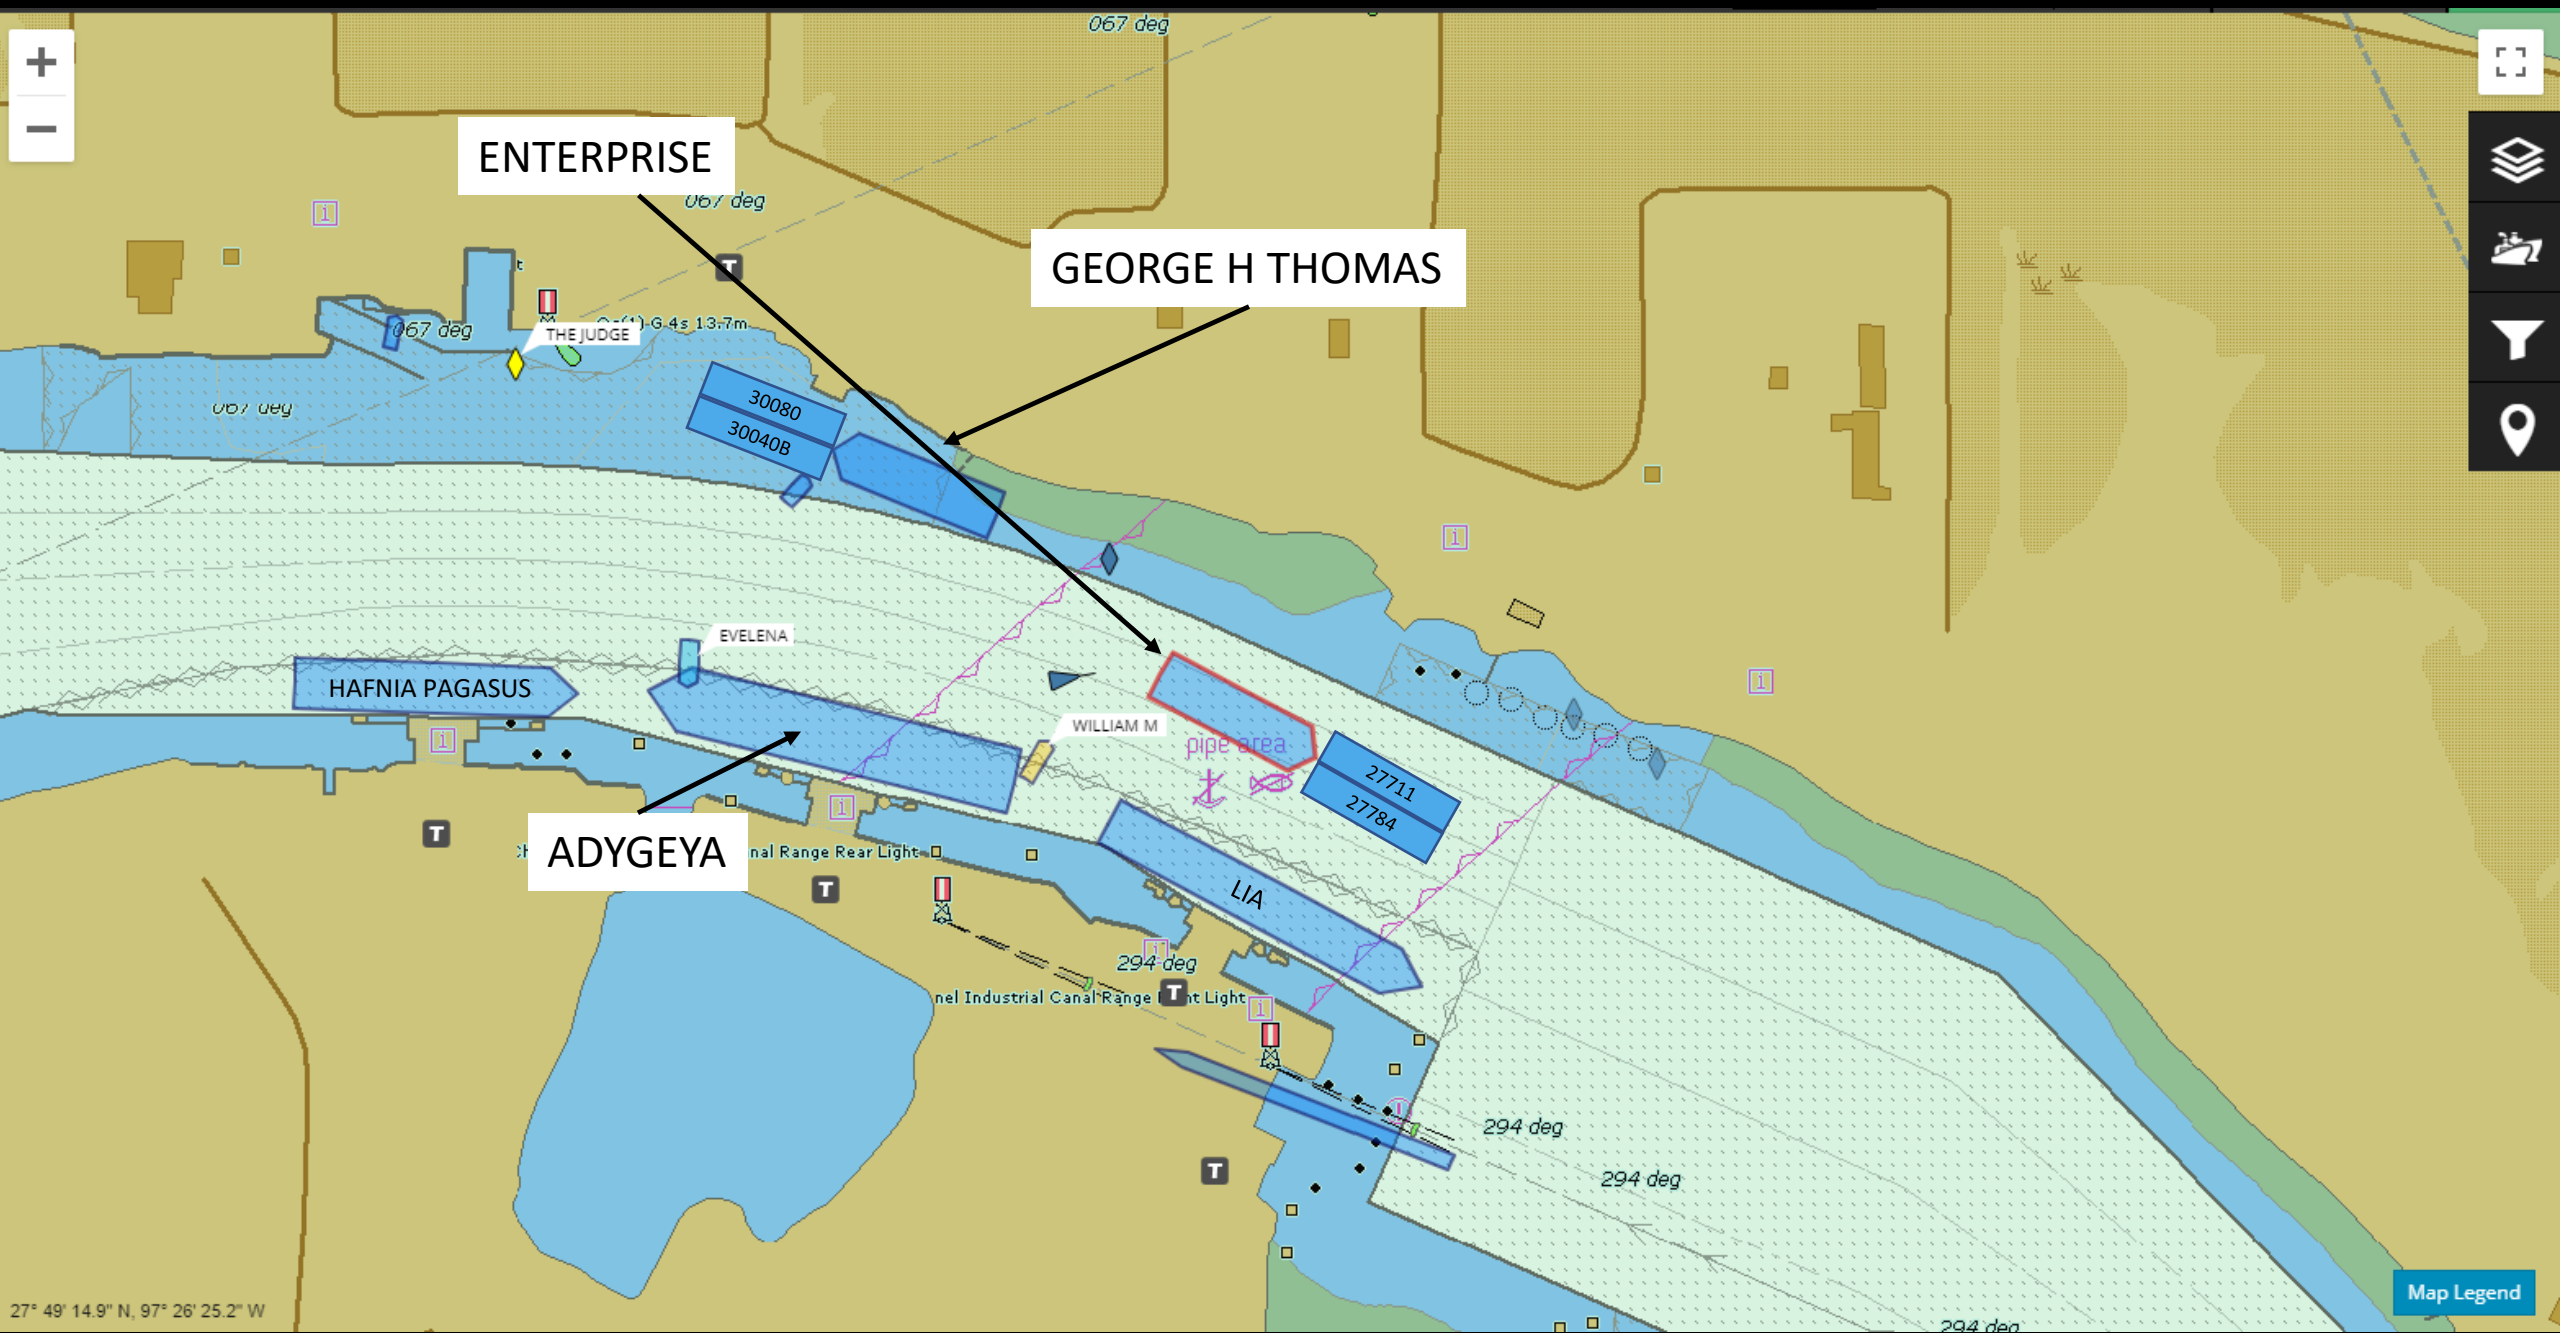 067 deg
ENTERPRISE
067 deg
GEORGE H THOMAS
T
067 deg
Oc(1) G 4s 13.7m
THE JUDGE
067 deg
30080
30040B
EVELENA
HAFNIA PAGASUS
WILLIAM M
pipe area
27711
27784
T
ADYGEYA
nal Range Rear Light
T
LIA
294 deg
T
nel Industrial Canal Range
nt Light
294 deg
T
294 deg
Map Legend
27° 49' 14.9" N, 97° 26' 25.2" W
294 deg